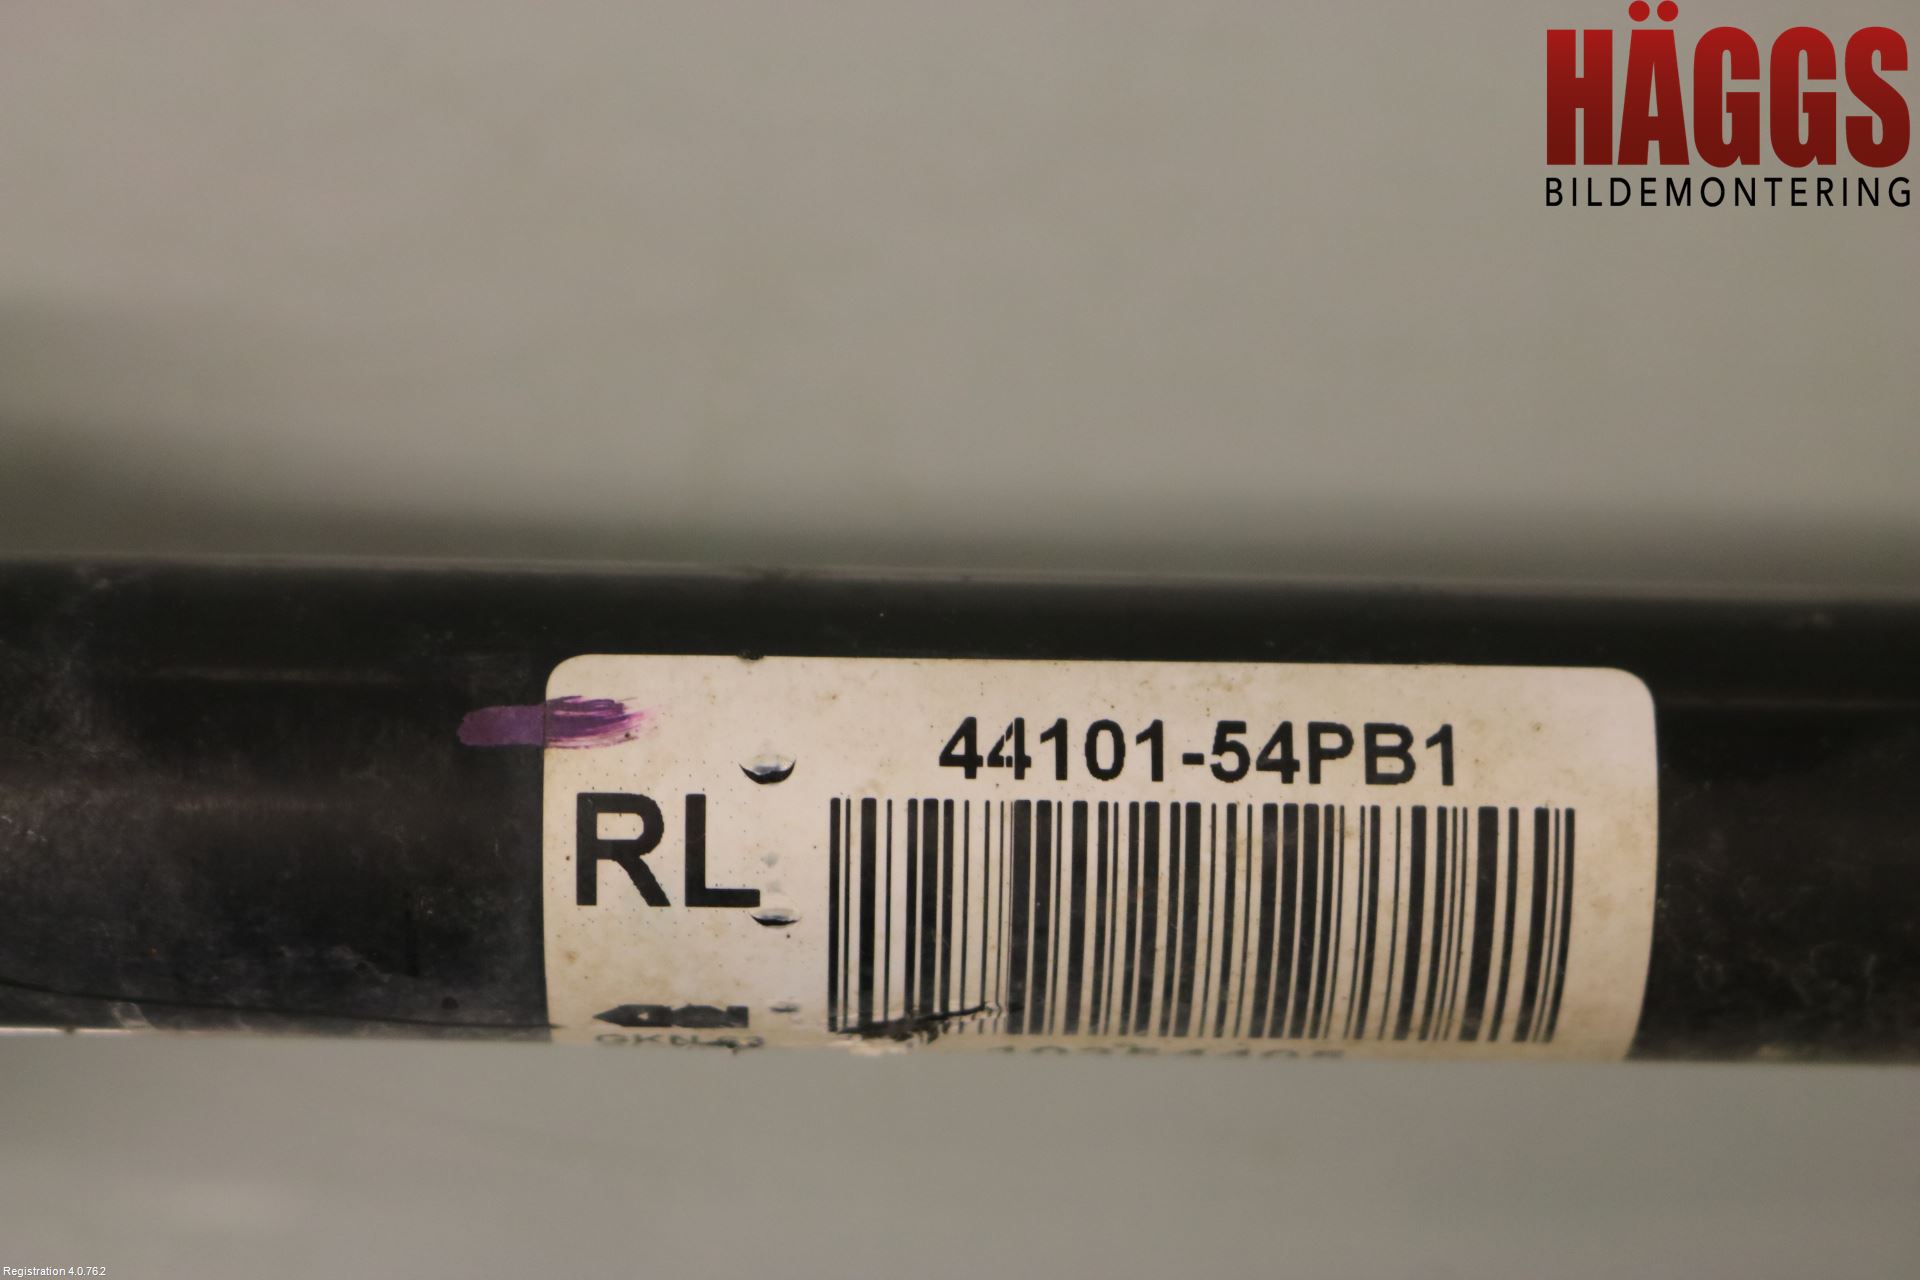 HÄGGS
BILDEMONTERING
44101-54PB1
RL
Registration 4.0.762